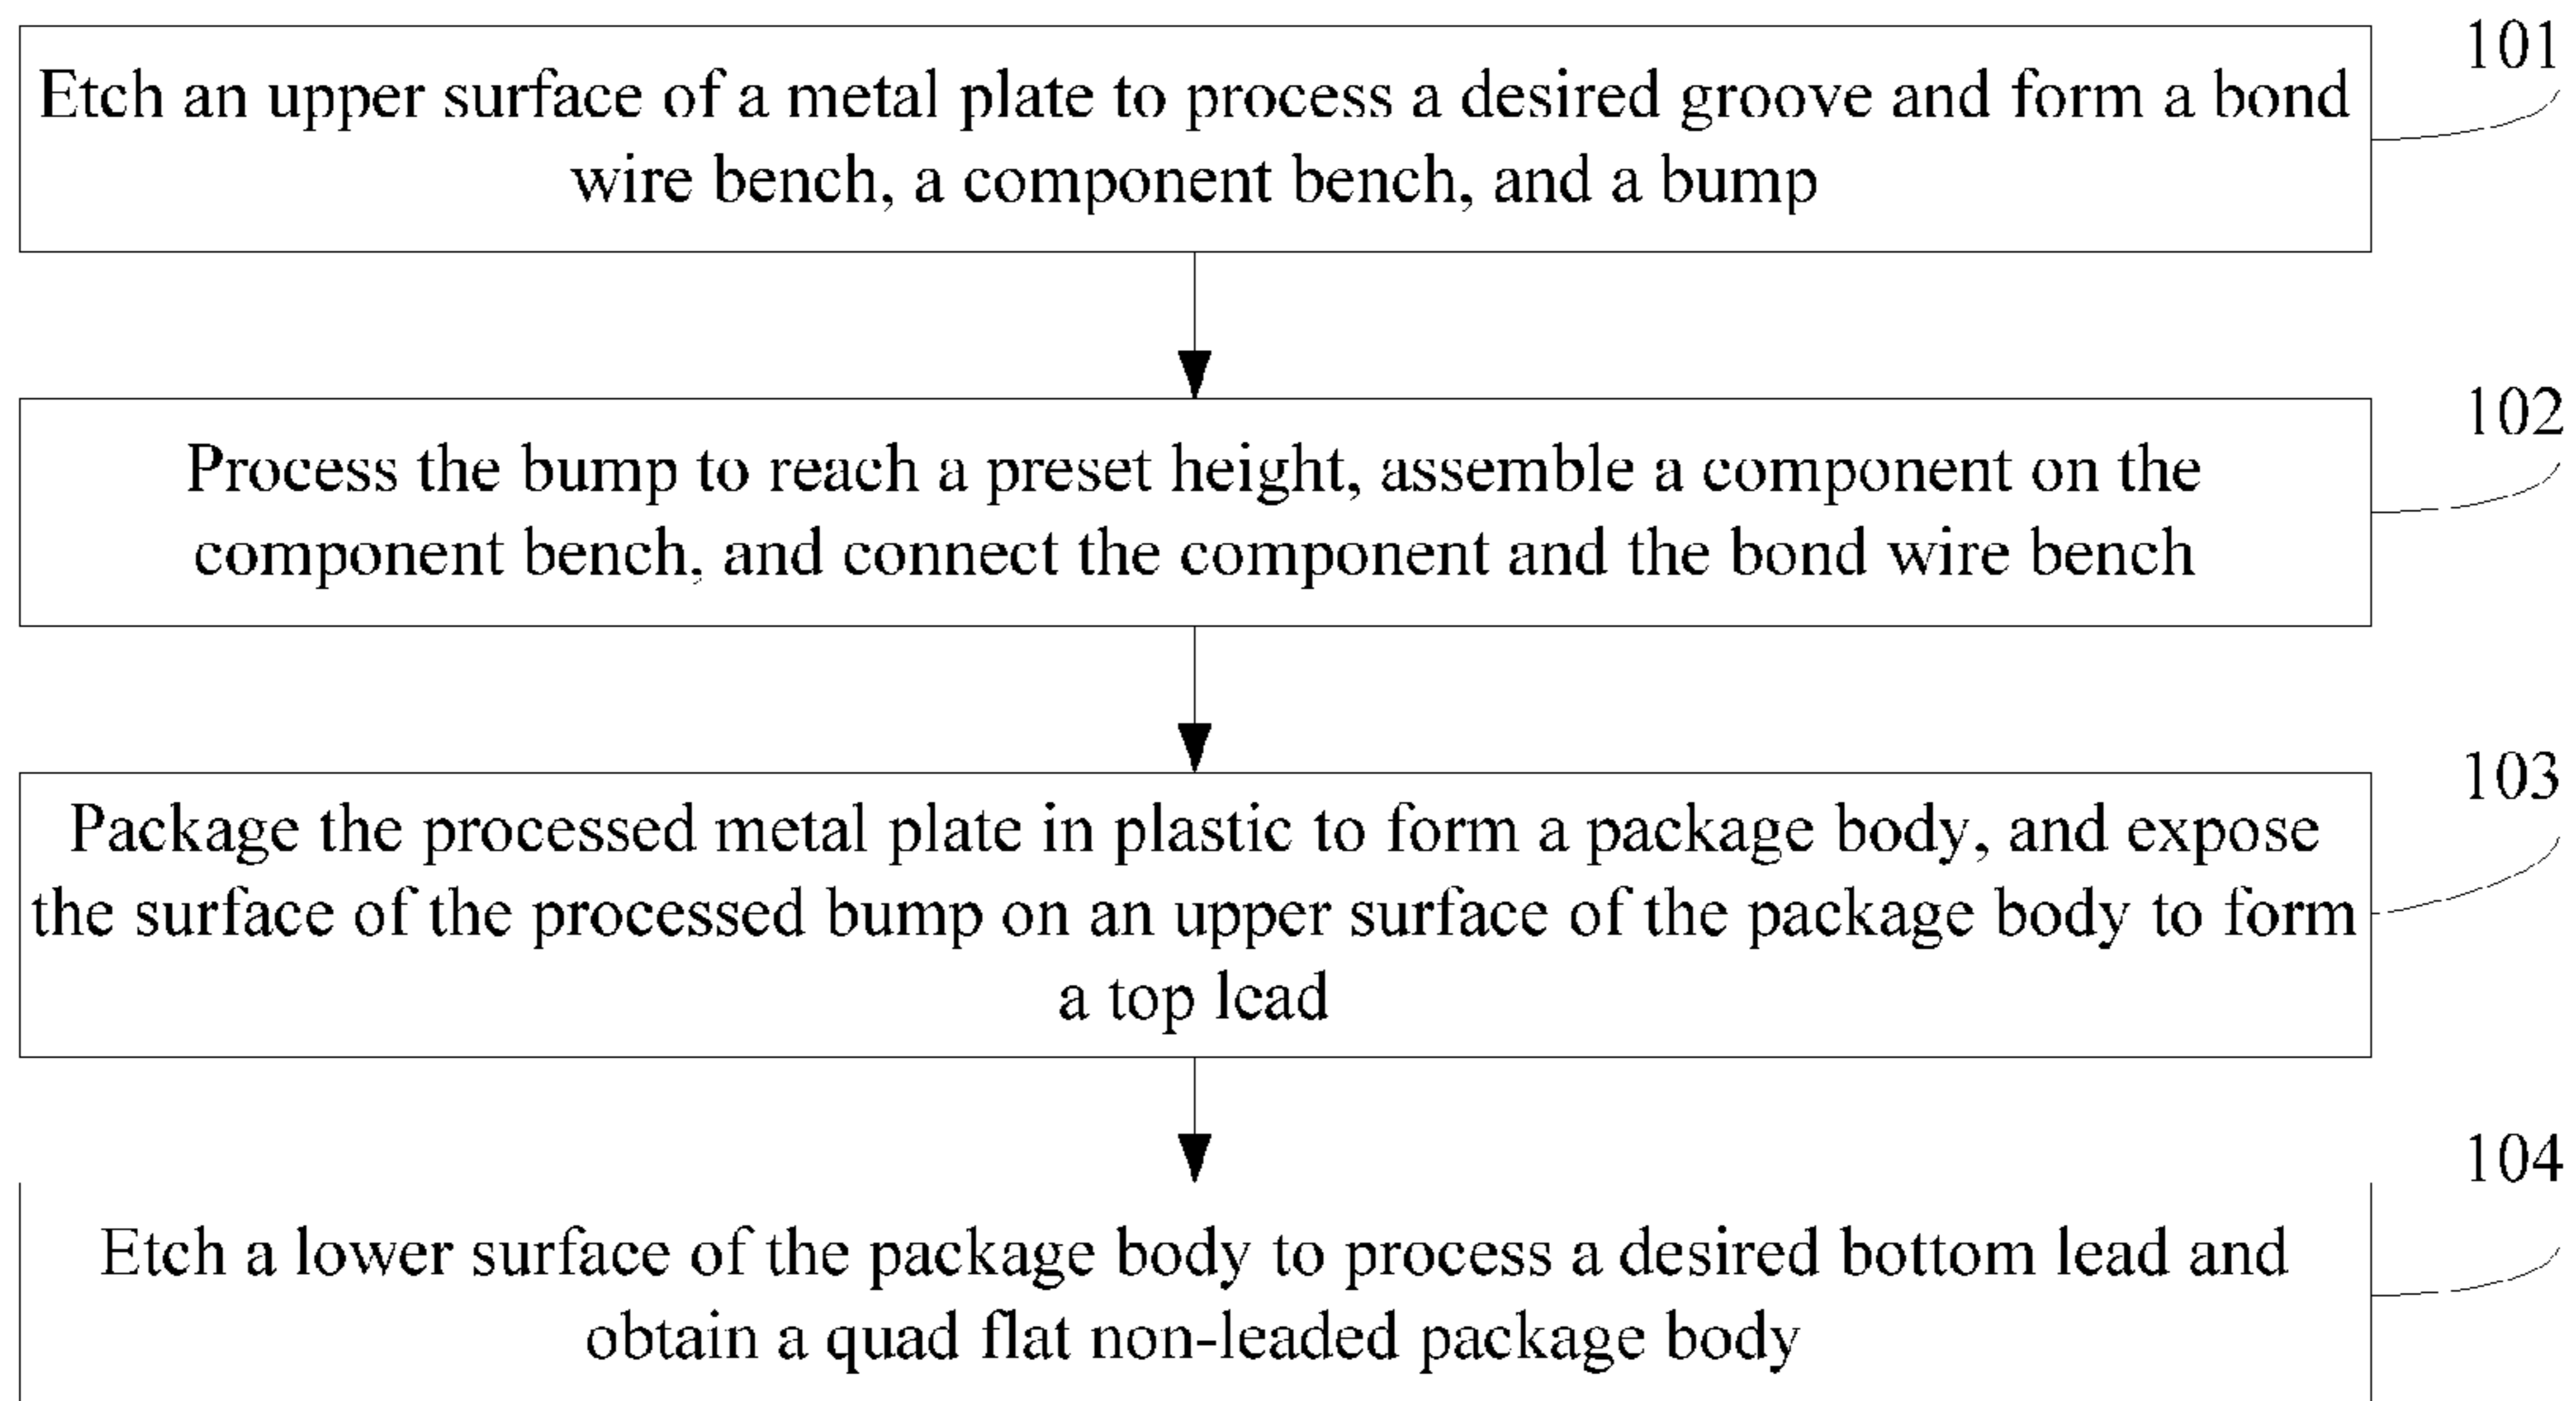 101
Etch an upper surface of a metal plate to process a desired groove and form a bond
wire bench, a component bench, and a bump
102
Process the bump to reach a preset height, assemble a component on the
component bench, and connect the component and the bond wire bench
103
Package the processed metal plate in plastic to form a package body, and expose
the surface of the processed bump on an upper surface of the package body to form
a top lead
104
Etch a lower surface of the package body to process a desired bottom lead and
obtain a quad flat non-leaded package body